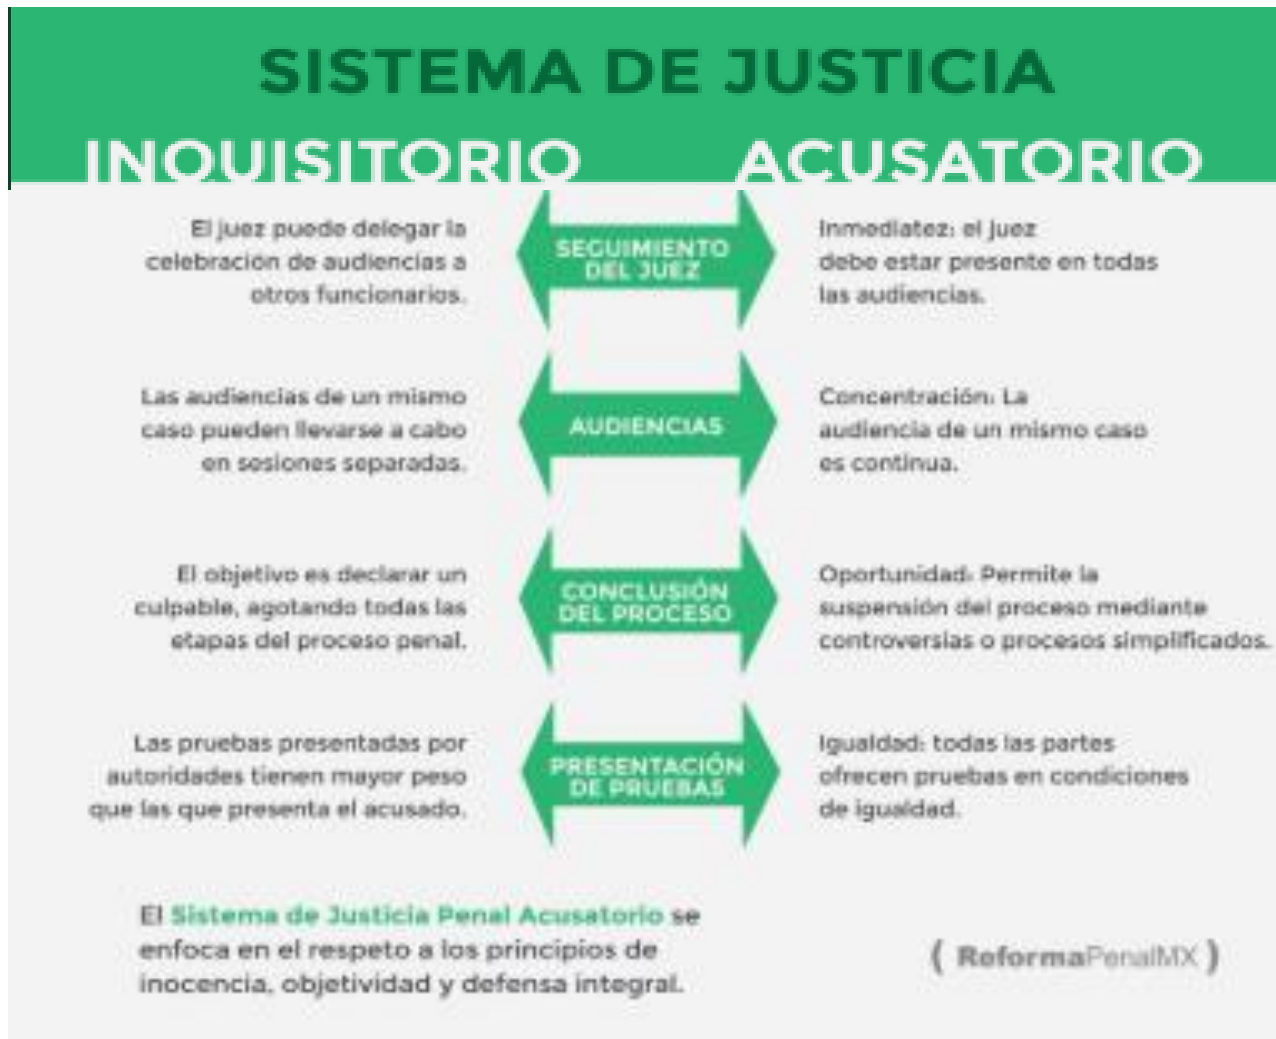 SISTEMA DE JUSTICIA
INQUISITORIO
ACUSATORIO
El juez puede delegar la
celebración de audiencias a
otros funcionarios.
SEGUIMIENTO
DEL JUEZ
Inmediatez: el juez
debe estar presente en todas
las audiencias.
Las audiencias de un mismo
caso pueden llevarse a cabo
en sesiones separadas.
AUDIENCIAS
Concentración: La
audiencia de un mismo caso
es continua.
El objetivo es declarar un
culpable, agotando todas las
etapas del proceso penal.
CONCLUSIÓN
DEL PROCESO
Oportunidad: Permite la
suspensión del proceso mediante
controversias o procesos simplificados.
Las pruebas presentadas por
autoridades tienen mayor peso
que las que presenta el acusado.
PRESENTACIÓN
DE PRUEBAS
Igualdad: todas las partes
ofrecen pruebas en condiciones
de igualdad.
El Sistema de Justicia Penal Acusatorio se
enfoca en el respeto a los principios de
inocencia, objetividad y defensa integral.
( ReformaPenalMX )